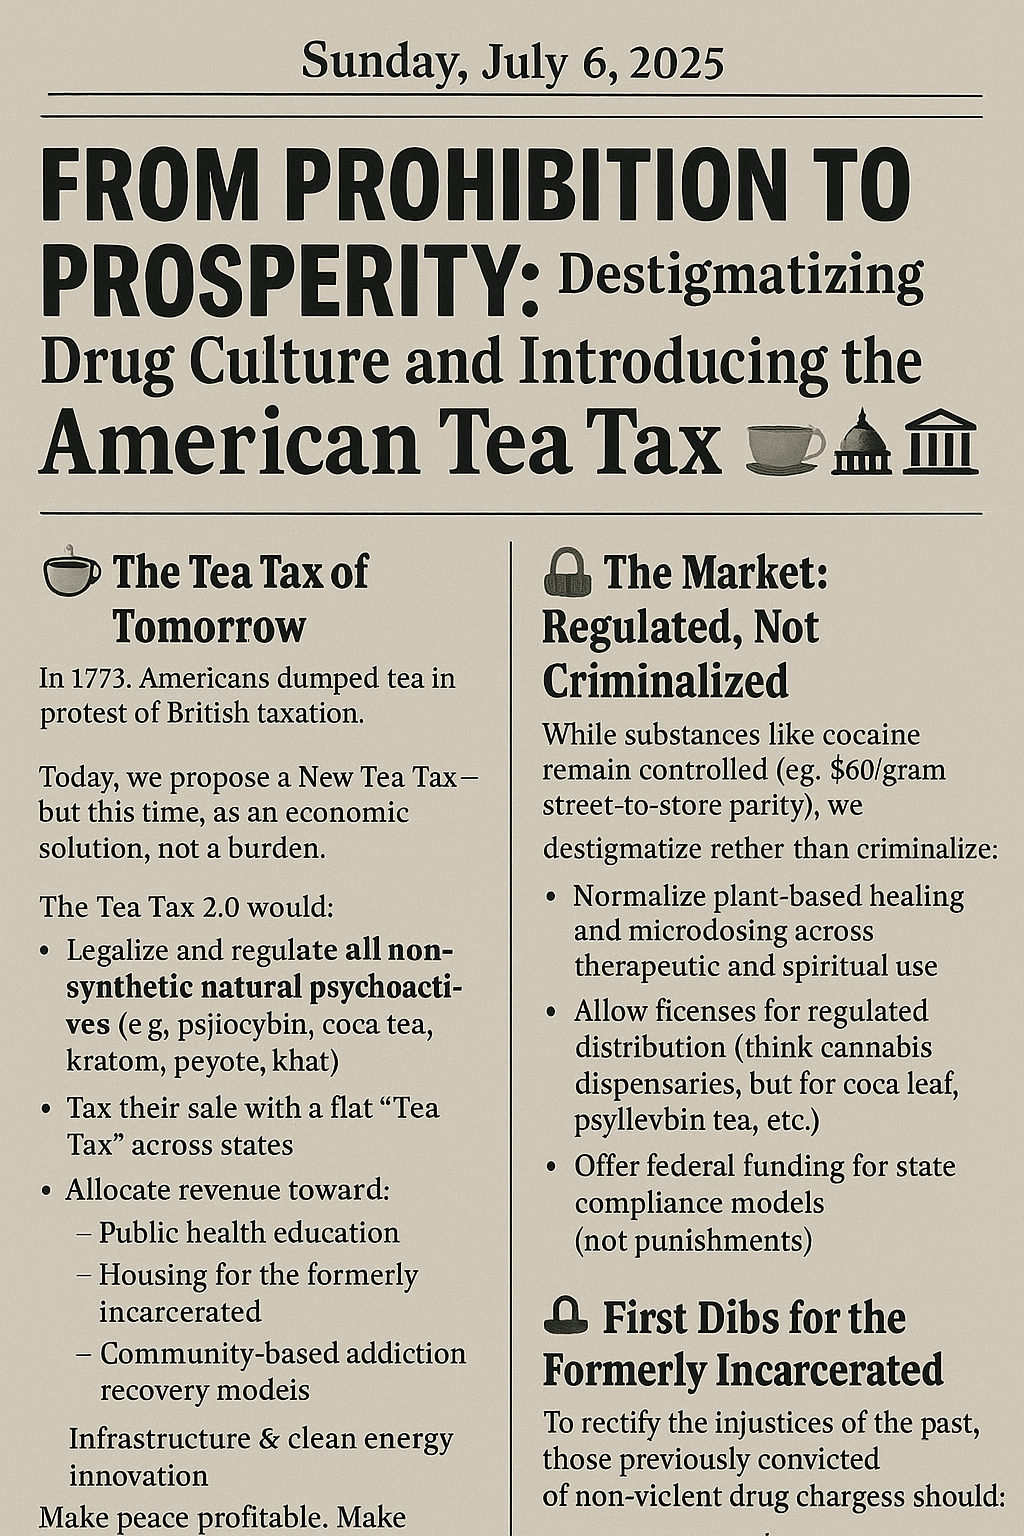 Sunday, July 6, 2025
FROM PROHIBITION TO
PROSPERITY: Destigmatizing
Drug Culture and Introducing the
American Tea Tax
The Tea Tax of
Tomorrow
In 1773. Americans dumped tea in
protest of British taxation.
Today, we propose a New Tea Tax—
but this time, as an economic
solution, not a burden.
The Tea Tax 2.0 would:
• Legalize and regulate all non-
synthetic natural psychoacti-
ves (e g, psjiocybin, coca tea,
kratom, peyote, khat)
• Tax their sale with a flat “Tea
Tax” across states
• Allocate revenue toward:
– Public health education
– Housing for the formerly
incarcerated
– Community-based addiction
recovery modeis
Infrastructure & clean energy
innovation
Make peace profitable. Make
The Market:
Regulated, Not
Criminalized
While substances like cocaine
remain controlled (eg. $60/gram
street-to-store parity), we
destigmatize rether than criminalize:
• Normalize plant-based healing
and microdosing across
therapeutic and spiritual use
• Allow ficenses for regulated
distribution (think cannabis
dispensaries, but for coca leaf,
psyllevbin tea, etc.)
• Offer federal funding for state
compliance models
(not punishments)
First Dibs for the
Formerly Incarcerated
To rectify the injustices of the past,
those previously convicted
of non-viclent drug chargess should: